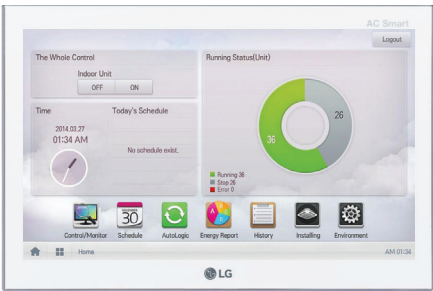 AC Smart
Logout
The Whole Control
Indoor Unit
OFF ON
Time
2014.03.27
01:34 AM
Today's Schedule
No schedule exist.
Running Status(Unit)
26
36
Running 36
Stop 26
Error 0
30
Control/Monitor Schedule AutoLogic Energy Report History Installing Environment
Home
AM 01:34
LG